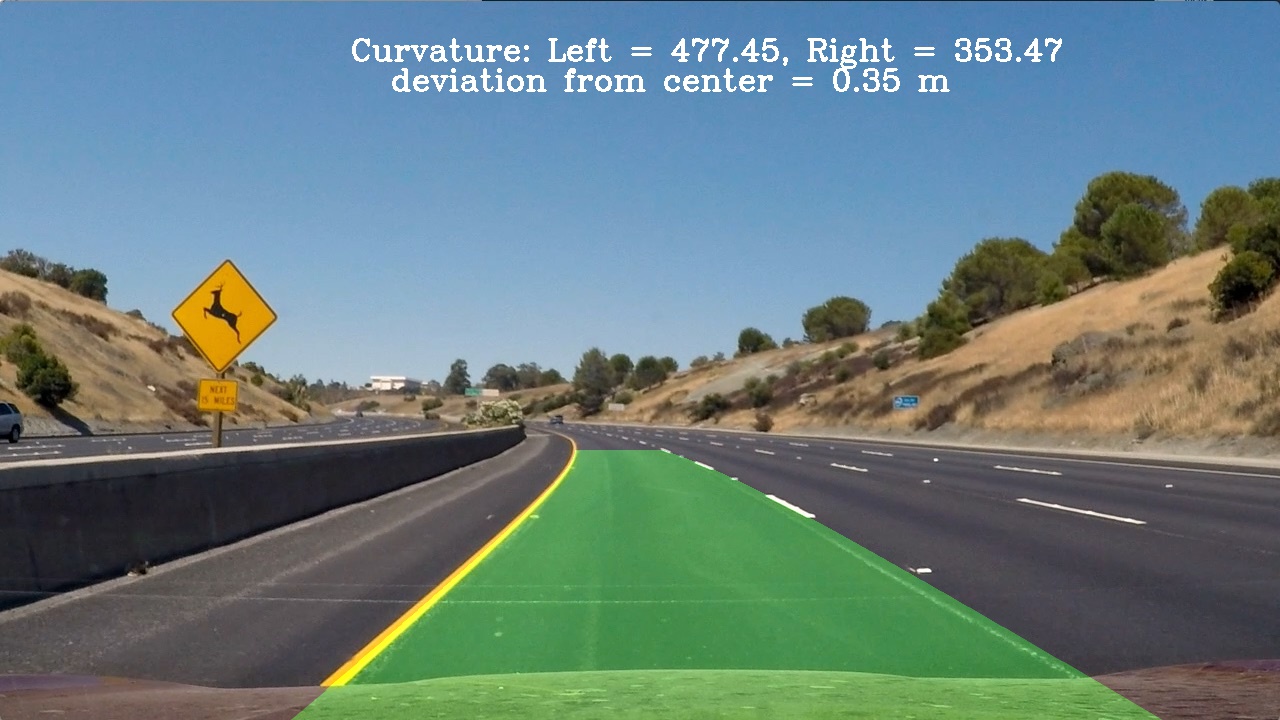 Curvature: Left = 477.45, Right = 353.47
deviation from center = 0.35 m
NEXT
15 MILES